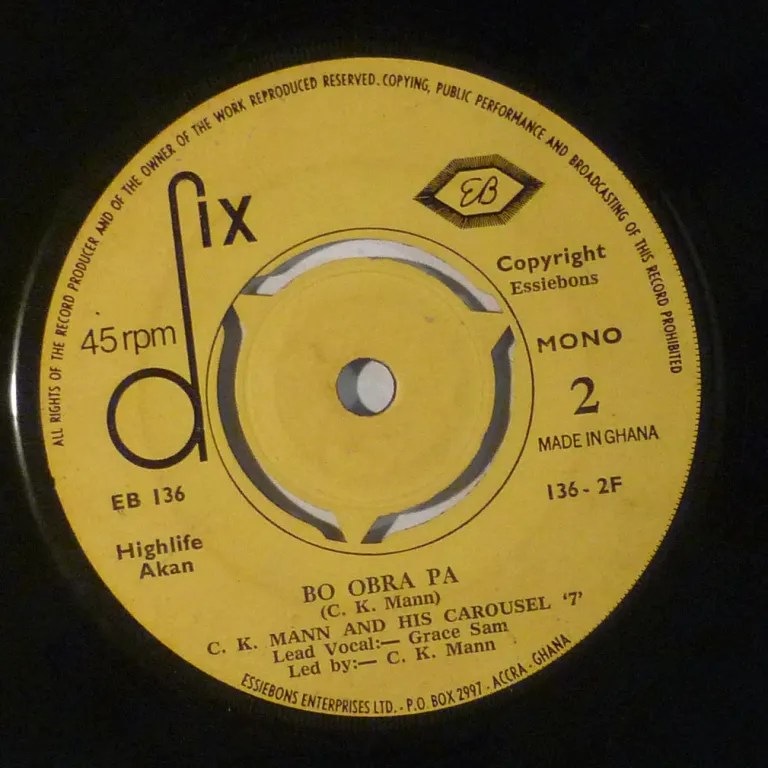 ALL RIGHTS OF THE RECORD PRODUCER AND OF THE OWNER OF THE WORK REPRODUCED RESERVED. COPYING, PUBLIC PERFORMANCE AND BROADCASTING OF THIS RECORD PROHIBITED
dix
EB
Copyright
Essiebons
45 rpm
MONO
2
MADE IN GHANA
EB 136
136 - 2F
Highlife
Akan
BO OBRA PA
(C. K. Mann)
C. K. MANN AND HIS CAROUSEL '7'
Lead Vocal:— Grace Sam
Led by:— C. K. Mann
ESSIEBONS ENTERPRISES LTD. - P.O. BOX 2997 - ACCRA - GHANA